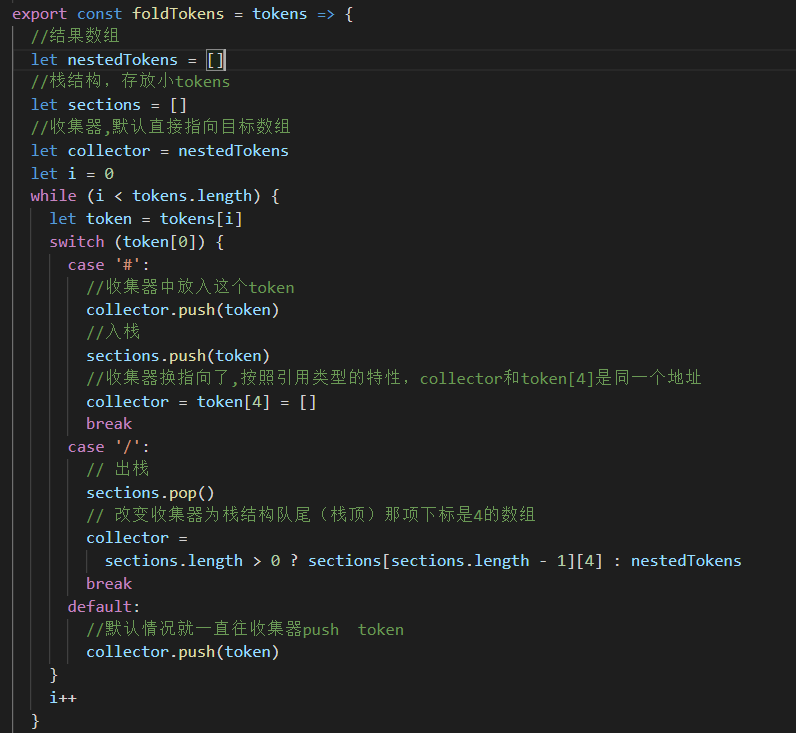 export const foldTokens = tokens => {
//结果数组
let nestedTokens = []
//栈结构，存放小tokens
let sections = []
//收集器,默认直接指向目标数组
let collector = nestedTokens
let i = 0
while (i < tokens.length) {
let token = tokens[i]
switch (token[0]) {
case '#':
//收集器中放入这个token
collector.push(token)
//入栈
sections.push(token)
//收集器换指向了,按照引用类型的特性，collector和token[4]是同一个地址
collector = token[4] = []
break
case '/':
// 出栈
sections.pop()
// 改变收集器为栈结构队尾（栈顶）那项下标是4的数组
collector =
sections.length > 0 ? sections[sections.length - 1][4] : nestedTokens
break
default:
//默认情况就一直往收集器push  token
collector.push(token)
}
i++
}